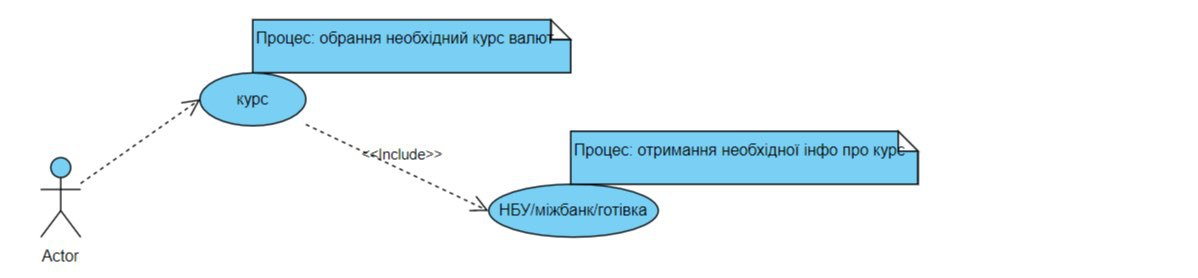 Процес: обрання необхідний курс валют
курс
<<Include>>
Процес: отримання необхідної інфо про курс
НБУ/міжбанк/готівка
Actor